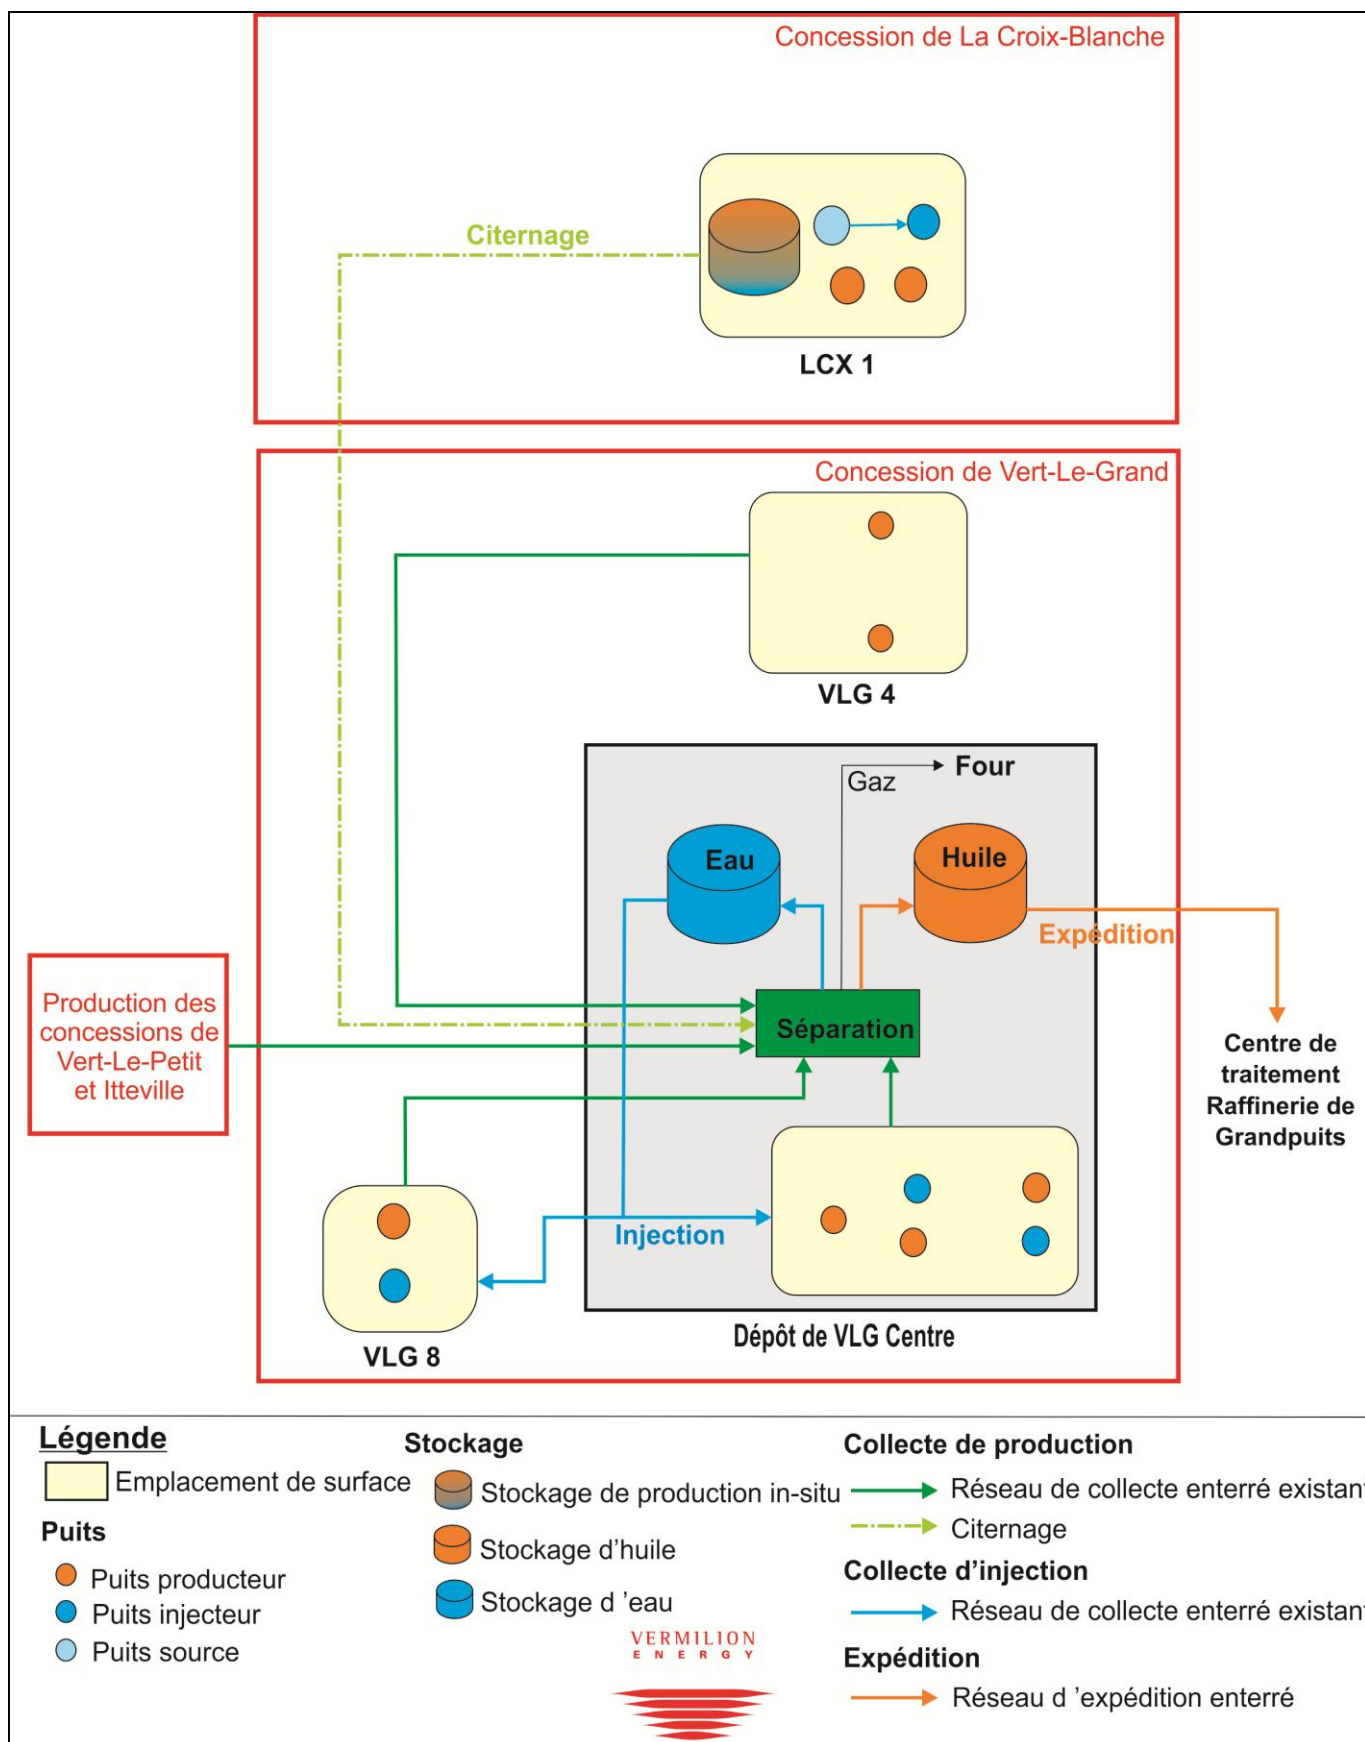 Concession de La Croix-Blanche
Citernage
LCX 1
Concession de Vert-Le-Grand
VLG 4
Gaz
Four
Eau
Huile
Expédition
Production des
concessions de
Vert-Le-Petit
et Itteville
Séparation
Centre de
traitement
Raffinerie de
Grandpuits
Injection
VLG 8
Dépôt de VLG Centre
Légende
Emplacement de surface
Puits
Puits producteur
Puits injecteur
Puits source
Stockage
Stockage de production in-situ
Stockage d'huile
Stockage d 'eau
VERMILION
ENERGY
Collecte de production
Réseau de collecte enterré existant
Citernage
Collecte d'injection
Réseau de collecte enterré existant
Expédition
Réseau d 'expédition enterré